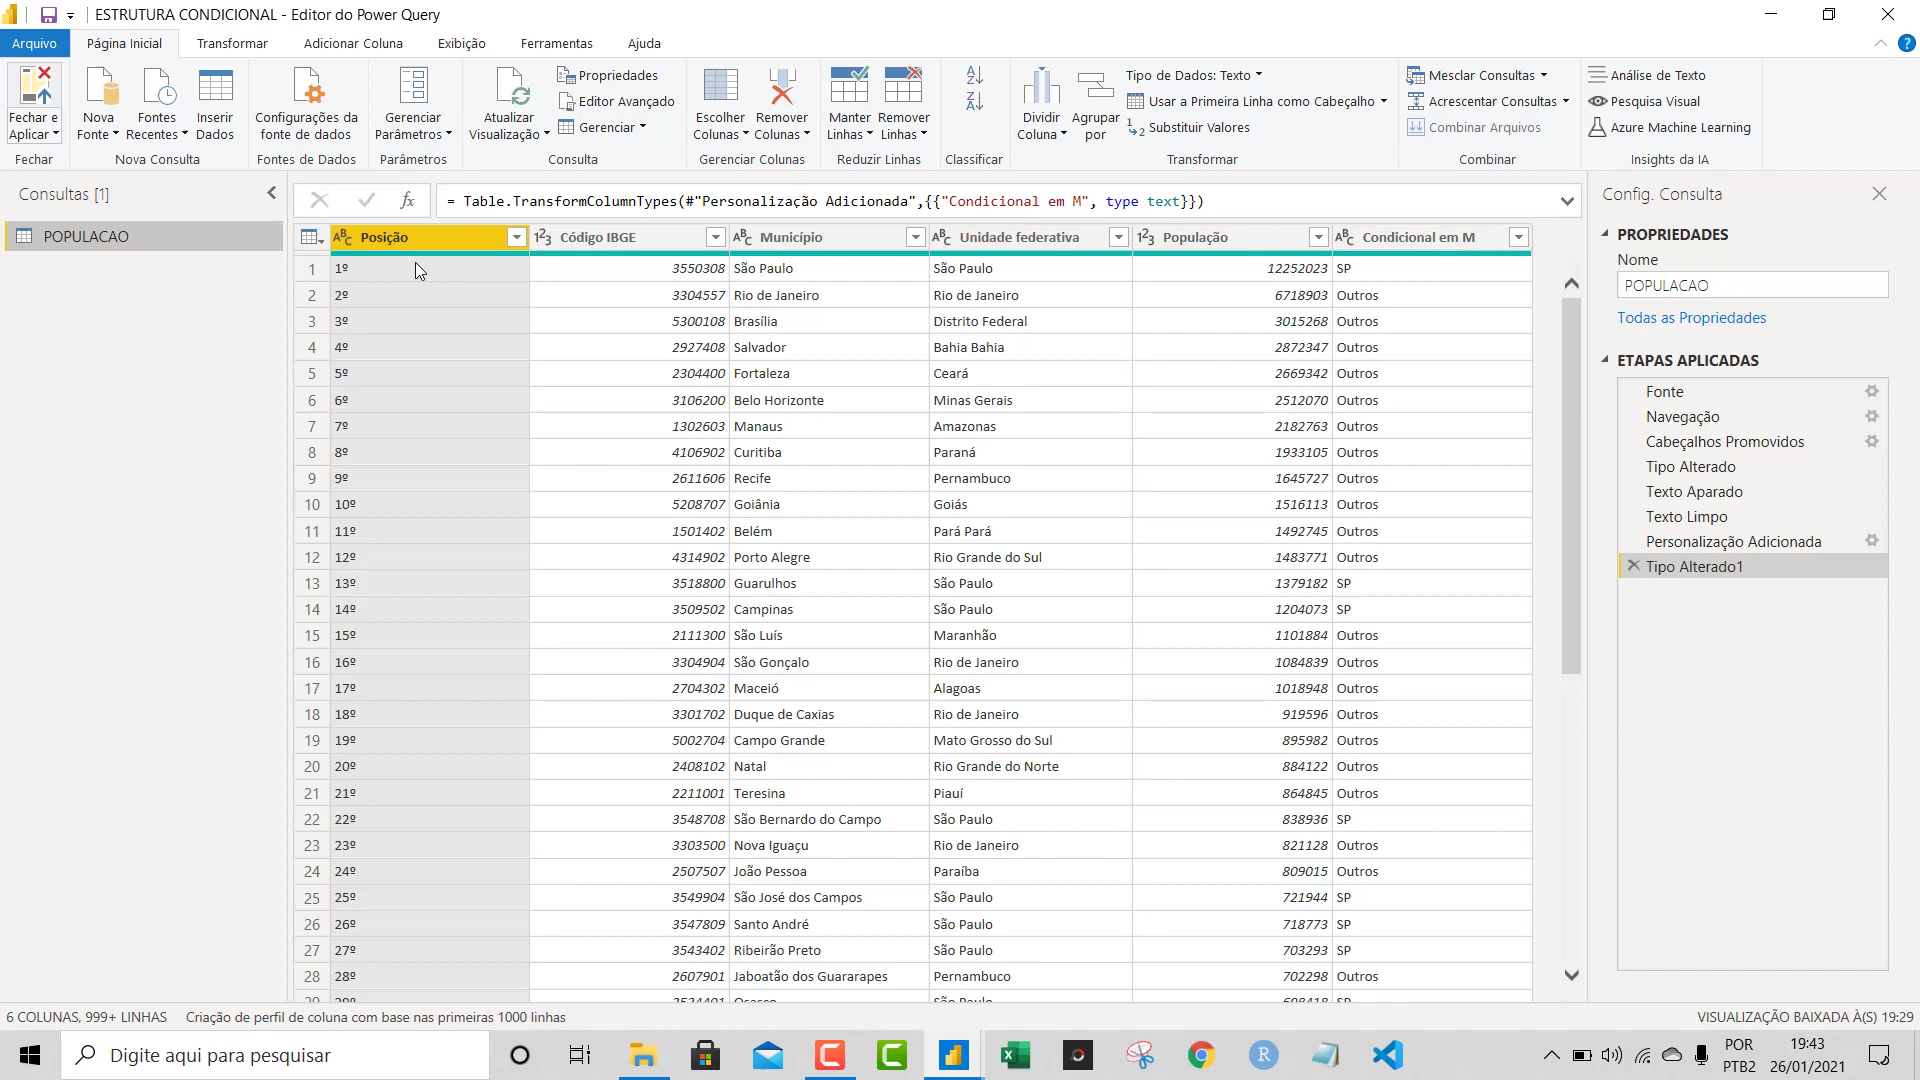 ESTRUTURA CONDICIONAL - Editor do Power Query
Arquivo Página Inicial Transformar Adicionar Coluna Exibição Ferramentas Ajuda
Fechar e Aplicar
Nova Fonte
Fontes Recentes
Inserir Dados
Configurações da fonte de dados
Gerenciar Parâmetros
Atualizar Visualização
Propriedades
Editor Avançado
Gerenciar
Escolher Colunas
Remover Colunas
Manter Linhas
Remover Linhas
Dividir Coluna
Agrupar por
Tipo de Dados: Texto
Usar a Primeira Linha como Cabeçalho
Substituir Valores
Mesclar Consultas
Acrescentar Consultas
Combinar Arquivos
Análise de Texto
Pesquisa Visual
Azure Machine Learning
Fechar Nova Consulta Fontes de Dados Parâmetros Consulta Gerenciar Colunas Reduzir Linhas Classificar Transformar Combinar Insights da IA
Consultas [1]
POPULACAO
fx = Table.TransformColumnTypes(#"Personalização Adicionada",{{"Condicional em M", type text}})
ABC Posição 123 Código IBGE ABC Município ABC Unidade federativa 123 População ABC Condicional em M
1 1º 3550308 São Paulo São Paulo 12252023 SP
2 2º 3304557 Rio de Janeiro Rio de Janeiro 6718903 Outros
3 3º 5300108 Brasília Distrito Federal 3015268 Outros
4 4º 2927408 Salvador Bahia Bahia 2872347 Outros
5 5º 2304400 Fortaleza Ceará 2669342 Outros
6 6º 3106200 Belo Horizonte Minas Gerais 2512070 Outros
7 7º 1302603 Manaus Amazonas 2182763 Outros
8 8º 4106902 Curitiba Paraná 1933105 Outros
9 9º 2611606 Recife Pernambuco 1645727 Outros
10 10º 5208707 Goiânia Goiás 1516113 Outros
11 11º 1501402 Belém Pará Pará 1492745 Outros
12 12º 4314902 Porto Alegre Rio Grande do Sul 1483771 Outros
13 13º 3518800 Guarulhos São Paulo 1379182 SP
14 14º 3509502 Campinas São Paulo 1204073 SP
15 15º 2111300 São Luís Maranhão 1101884 Outros
16 16º 3304904 São Gonçalo Rio de Janeiro 1084839 Outros
17 17º 2704302 Maceió Alagoas 1018948 Outros
18 18º 3301702 Duque de Caxias Rio de Janeiro 919596 Outros
19 19º 5002704 Campo Grande Mato Grosso do Sul 895982 Outros
20 20º 2408102 Natal Rio Grande do Norte 884122 Outros
21 21º 2211001 Teresina Piauí 864845 Outros
22 22º 3548708 São Bernardo do Campo São Paulo 838936 SP
23 23º 3303500 Nova Iguaçu Rio de Janeiro 821128 Outros
24 24º 2507507 João Pessoa Paraíba 809015 Outros
25 25º 3549904 São José dos Campos São Paulo 721944 SP
26 26º 3547809 Santo André São Paulo 718773 SP
27 27º 3543402 Ribeirão Preto São Paulo 703293 SP
28 28º 2607901 Jaboatão dos Guararapes Pernambuco 702298 Outros
Config. Consulta
PROPRIEDADES
Nome
POPULACAO
Todas as Propriedades
ETAPAS APLICADAS
Fonte
Navegação
Cabeçalhos Promovidos
Tipo Alterado
Texto Aparado
Texto Limpo
Personalização Adicionada
Tipo Alterado1
6 COLUNAS, 999+ LINHAS Criação de perfil de coluna com base nas primeiras 1000 linhas VISUALIZAÇÃO BAIXADA À(S) 19:29
Digite aqui para pesquisar
POR
PTB2
19:43
26/01/2021